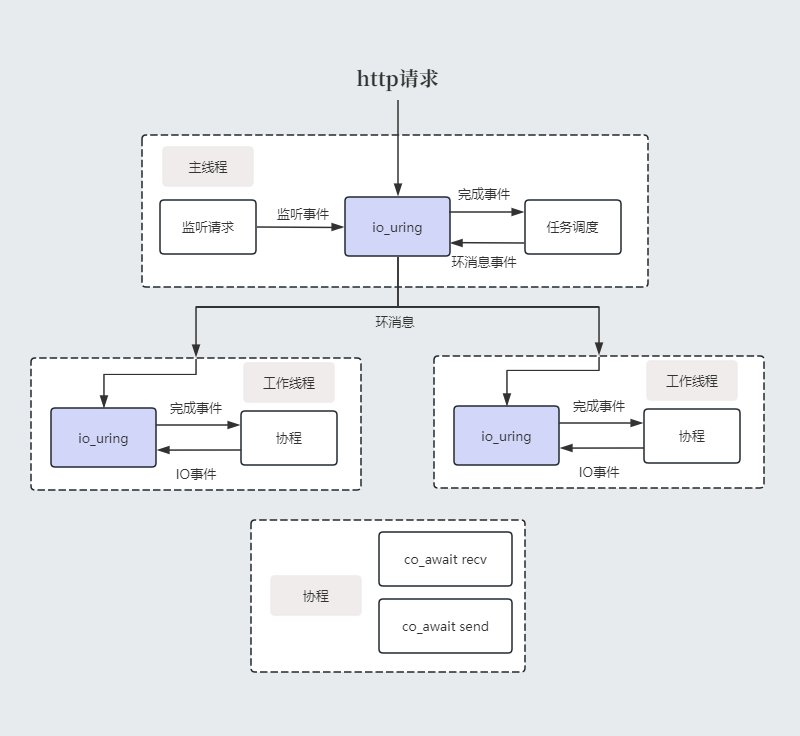 http请求
主线程
监听请求
监听事件
io_uring
完成事件
环消息事件
任务调度
环消息
工作线程
io_uring
完成事件
IO事件
协程
工作线程
io_uring
完成事件
IO事件
协程
协程
co_await recv
co_await send